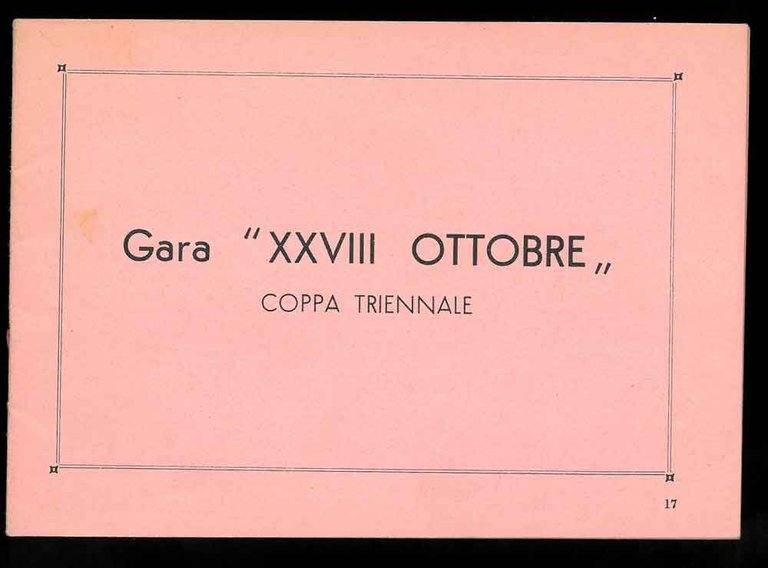 Gara “XXVIII OTTOBRE„
COPPA TRIENNALE
17